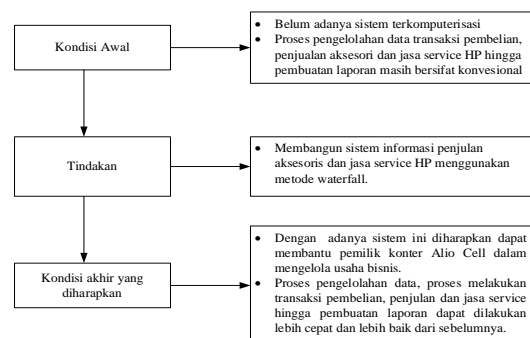 Kondisi Awal
• Belum adanya sistem terkomputerisasi
• Proses pengelolahan data transaksi pembelian,
penjualan aksesori dan jasa service HP hingga
pembuatan laporan masih bersifat konvesional
Tindakan
• Membangun sistem informasi penjulan
aksesoris dan jasa service HP menggunakan
metode waterfall.
Kondisi akhir yang
diharapkan
• Dengan adanya sistem ini diharapkan dapat
membantu pemilik konter Alio Cell dalam
mengelola usaha bisnis.
• Proses pengelolahan data, proses melakukan
transaksi pembelian, penjulan dan jasa service
hingga pembuatan laporan dapat dilakukan
lebih cepat dan lebih baik dari sebelumnya.